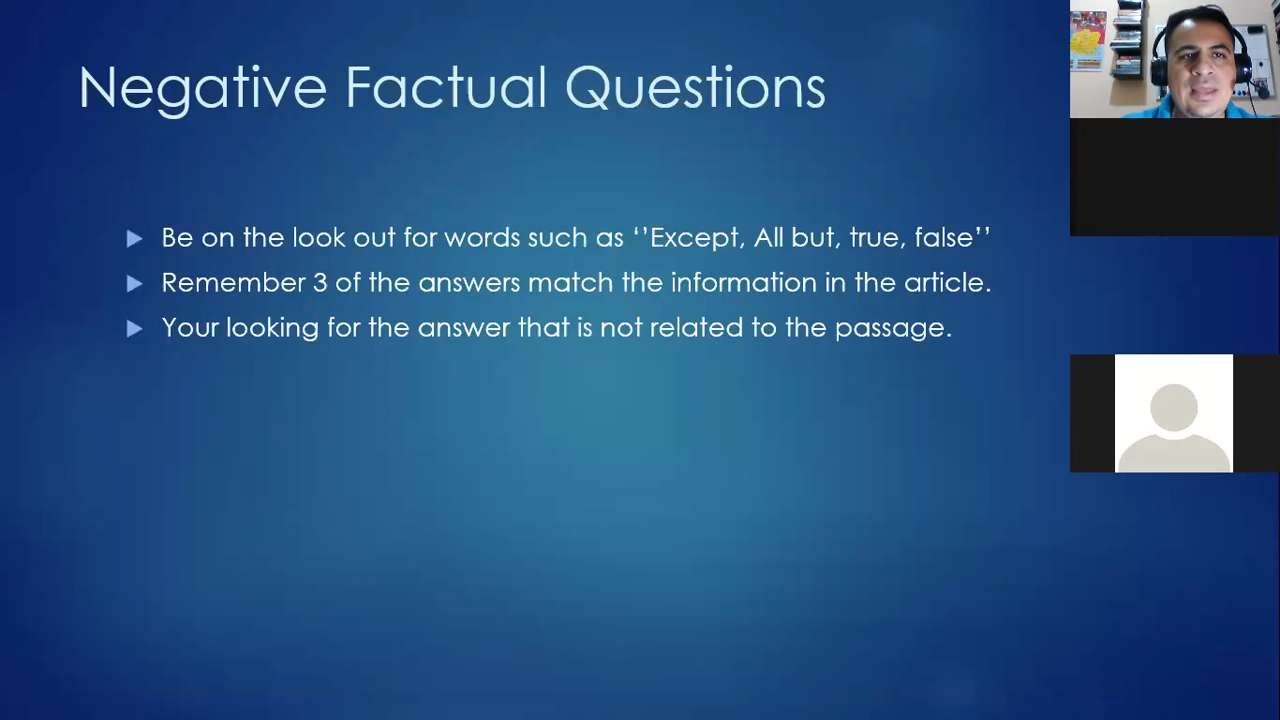 Negative Factual Questions
Be on the look out for words such as ‘’Except, All but, true, false’’
Remember 3 of the answers match the information in the article.
Your looking for the answer that is not related to the passage.